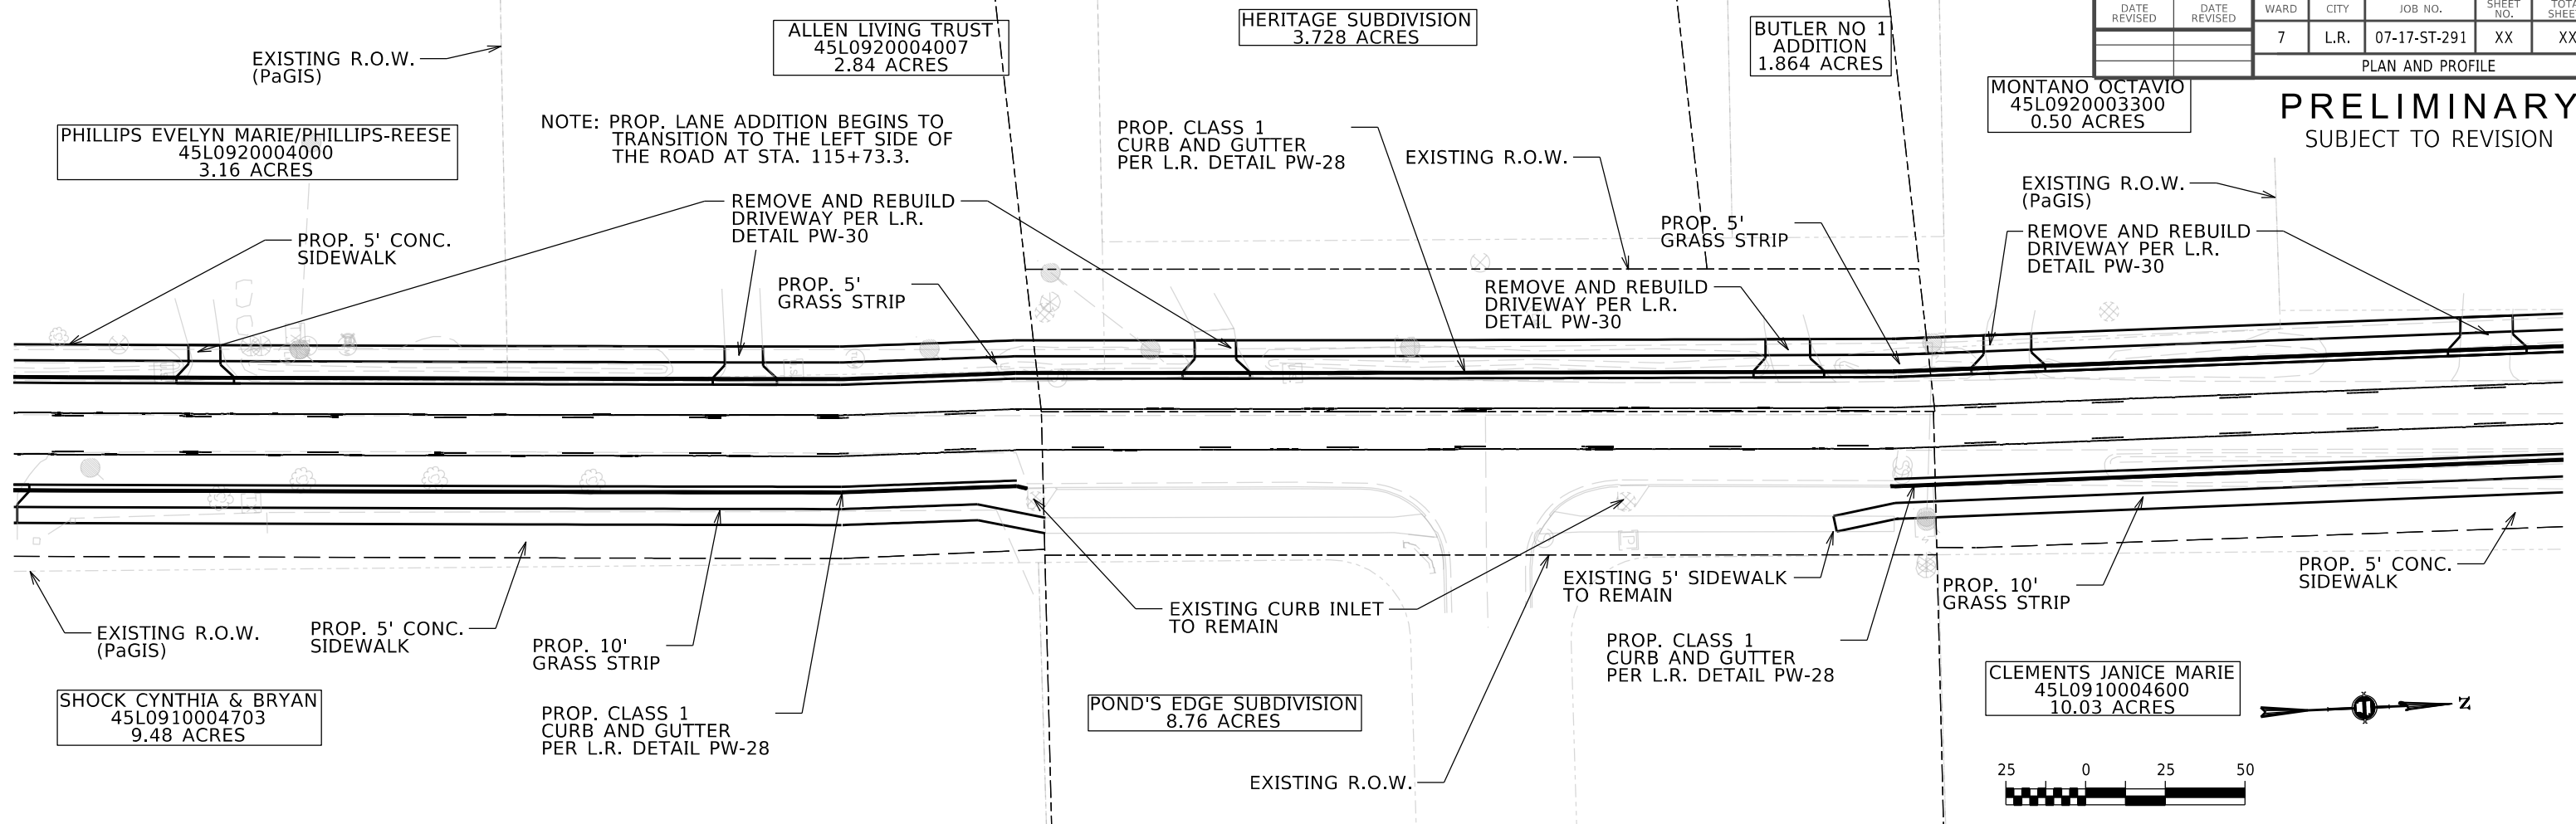 EXISTING R.O.W.
(PaGIS)
ALLEN LIVING TRUST
45L0920004007
2.84 ACRES
HERITAGE SUBDIVISION
3.728 ACRES
BUTLER NO 1
ADDITION
1.864 ACRES
DATE
REVISED
DATE
REVISED
WARD
CITY
JOB NO.
SHEET
NO.
7
L.R.
07-17-ST-291
XX
XX
PLAN AND PROFILE
MONTANO OCTAVIO
45L0920003300
0.50 ACRES
PRELIMINARY
SUBJECT TO REVISION
PHILLIPS EVELYN MARIE/PHILLIPS-REESE
45L0920004000
3.16 ACRES
NOTE: PROP. LANE ADDITION BEGINS TO
TRANSITION TO THE LEFT SIDE OF
THE ROAD AT STA. 115+73.3.
PROP. CLASS 1
CURB AND GUTTER
PER L.R. DETAIL PW-28
EXISTING R.O.W.
EXISTING R.O.W.
(PaGIS)
REMOVE AND REBUILD
DRIVEWAY PER L.R.
DETAIL PW-30
PROP. 5'
GRASS STRIP
REMOVE AND REBUILD
DRIVEWAY PER L.R.
DETAIL PW-30
PROP. 5' CONC.
SIDEWALK
PROP. 5'
GRASS STRIP
REMOVE AND REBUILD
DRIVEWAY PER L.R.
DETAIL PW-30
EXISTING R.O.W.
(PaGIS)
PROP. 5' CONC.
SIDEWALK
PROP. 10'
GRASS STRIP
EXISTING CURB INLET
TO REMAIN
EXISTING 5' SIDEWALK
TO REMAIN
PROP. 10'
GRASS STRIP
PROP. 5' CONC.
SIDEWALK
PROP. CLASS 1
CURB AND GUTTER
PER L.R. DETAIL PW-28
SHOCK CYNTHIA & BRYAN
45L0910004703
9.48 ACRES
PROP. CLASS 1
CURB AND GUTTER
PER L.R. DETAIL PW-28
POND'S EDGE SUBDIVISION
8.76 ACRES
CLEMENTS JANICE MARIE
45L0910004600
10.03 ACRES
N
EXISTING R.O.W.
25 0 25 50